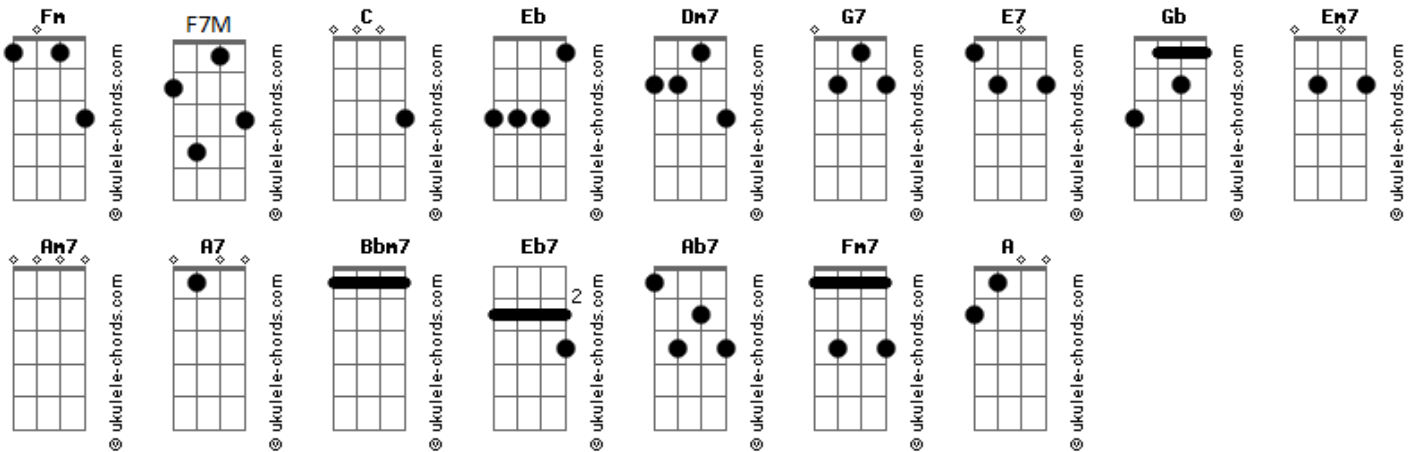 Fm F7M C Eb Dm7 G7 E7 Gb Em7
© ukulele-chords.com © ukulele-chords.com © ukulele-chords.com © ukulele-chords.com © ukulele-chords.com © ukulele-chords.com © ukulele-chords.com © ukulele-chords.com © ukulele-chords.com
Am7 A7 Bbm7 Eb7 Ab7 Fm7 A
2
© ukulele-chords.com © ukulele-chords.com © ukulele-chords.com © ukulele-chords.com © ukulele-chords.com © ukulele-chords.com © ukulele-chords.com